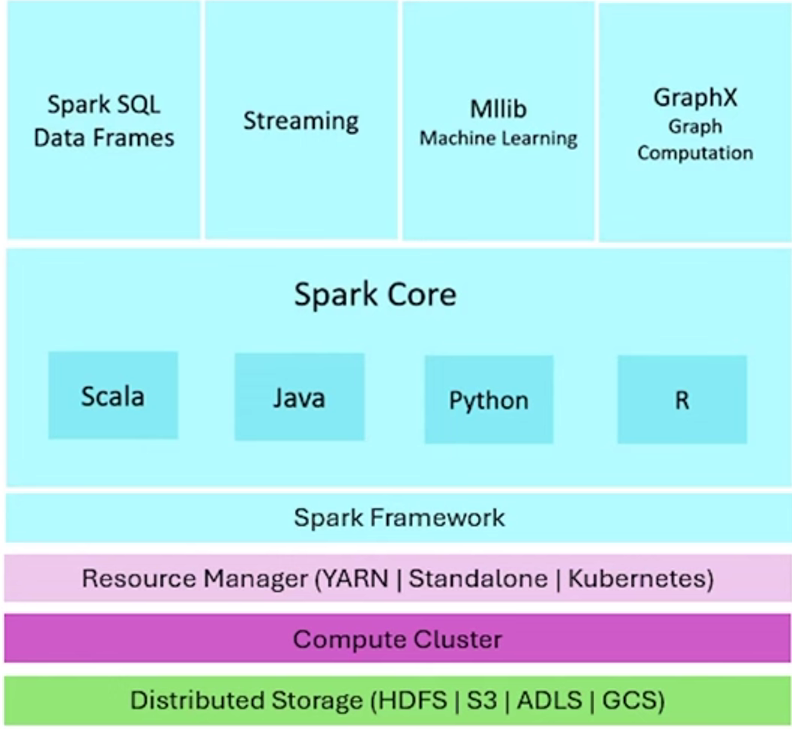 Spark SQL
Data Frames
Streaming
Mllib
Machine Learning
GraphX
Graph
Computation
Spark Core
Scala
Java
Python
R
Spark Framework
Resource Manager (YARN | Standalone | Kubernetes)
Compute Cluster
Distributed Storage (HDFS | S3 | ADLS | GCS)